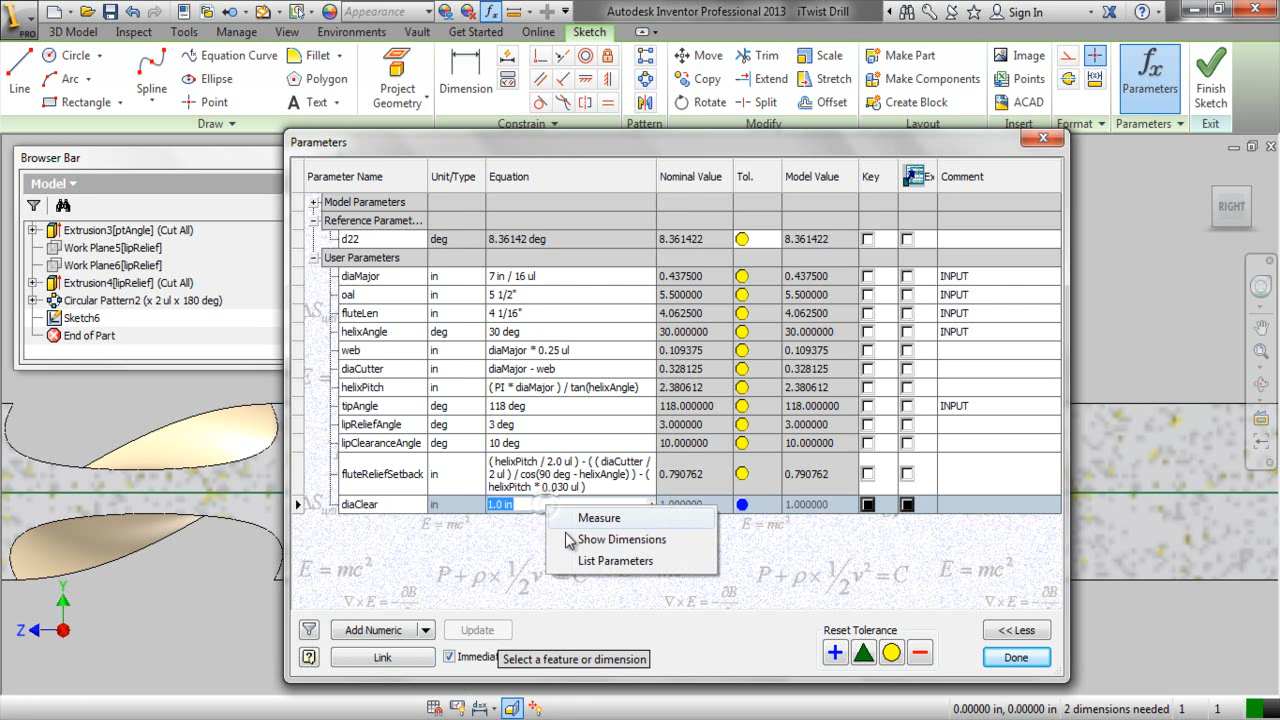 Appearance
Autodesk Inventor Professional 2013 iTwist Drill
Sign In
PRO
3D Model Inspect Tools Manage View Environments Vault Get Started Online Sketch
Line
Circle
Arc
Rectangle
Spline
Equation Curve
Ellipse
Point
Fillet
Polygon
Text
Project Geometry
Dimension
Move
Copy
Rotate
Trim
Extend
Split
Scale
Stretch
Offset
Make Part
Make Components
Create Block
Image
Points
ACAD
Parameters
Finish Sketch
Draw Constrain Pattern Modify Layout Insert Format Parameters Exit
Browser Bar
Model
Extrusion3[ptAngle] (Cut All)
Work Plane5[lipRelief]
Work Plane6[lipRelief]
Extrusion4[lipRelief] (Cut All)
Circular Pattern2 (x 2 ul x 180 deg)
Sketch6
End of Part
RIGHT
Parameters
Parameter Name Unit/Type Equation Nominal Value Tol. Model Value Key Ex Comment
Model Parameters
Reference Paramet...
d22 deg 8.36142 deg 8.361422 8.361422
User Parameters
diaMajor in 7 in / 16 ul 0.437500 0.437500 INPUT
oal in 5 1/2" 5.500000 5.500000 INPUT
fluteLen in 4 1/16" 4.062500 4.062500 INPUT
helixAngle deg 30 deg 30.000000 30.000000 INPUT
web in diaMajor * 0.25 ul 0.109375 0.109375
diaCutter in diaMajor - web 0.328125 0.328125
helixPitch in ( PI * diaMajor ) / tan(helixAngle) 2.380612 2.380612
tipAngle deg 118 deg 118.000000 118.000000 INPUT
lipReliefAngle deg 3 deg 3.000000 3.000000
lipClearanceAngle deg 10 deg 10.000000 10.000000
fluteReliefSetback in ( helixPitch / 2.0 ul ) - ( ( diaCutter / 2 ul ) / cos(90 deg - helixAngle) ) - ( helixPitch * 0.030 ul ) 0.790762 0.790762
diaClear in 1.0 in 1.000000 1.000000
Measure
Show Dimensions
List Parameters
E = mc²
E = mc²
P + ρ × ½ v² = C
E = mc²
∇×E = -∂B
Add Numeric
Update
Link
Immediat
Select a feature or dimension
Reset Tolerance
<< Less
Done
Y
Z
0.00000 in, 0.00000 in 2 dimensions needed 1 1